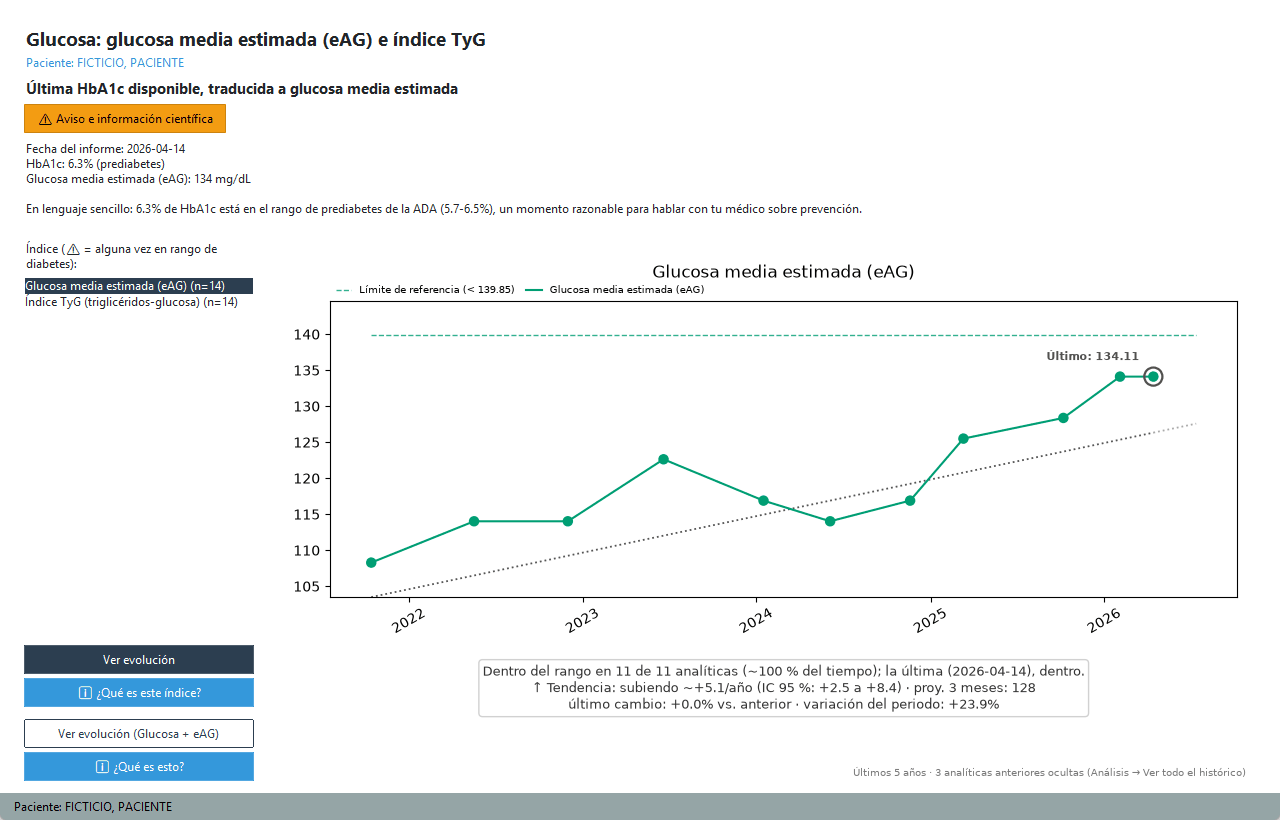 Glucosa: glucosa media estimada (eAG) e índice TyG
Paciente: FICTICIO, PACIENTE
Última HbA1c disponible, traducida a glucosa media estimada
⚠ Aviso e información científica
Fecha del informe: 2026-04-14
HbA1c: 6.3% (prediabetes)
Glucosa media estimada (eAG): 134 mg/dL
En lenguaje sencillo: 6.3% de HbA1c está en el rango de prediabetes de la ADA (5.7-6.5%), un momento razonable para hablar con tu médico sobre prevención.
Índice (⚠ = alguna vez en rango de
diabetes):
Glucosa media estimada (eAG) (n=14)
Índice TyG (triglicéridos-glucosa) (n=14)
Glucosa media estimada (eAG)
Límite de referencia (< 139.85)
Glucosa media estimada (eAG)
140
135
130
125
120
115
110
105
Último: 134.11
2022
2023
2024
2025
2026
Ver evolución
ℹ ¿Qué es este índice?
Ver evolución (Glucosa + eAG)
ℹ ¿Qué es esto?
Dentro del rango en 11 de 11 analíticas (~100 % del tiempo); la última (2026-04-14), dentro.
↑ Tendencia: subiendo ~+5.1/año (IC 95 %: +2.5 a +8.4) · proy. 3 meses: 128
último cambio: +0.0% vs. anterior · variación del periodo: +23.9%
Últimos 5 años · 3 analíticas anteriores ocultas (Análisis → Ver todo el histórico)
Paciente: FICTICIO, PACIENTE